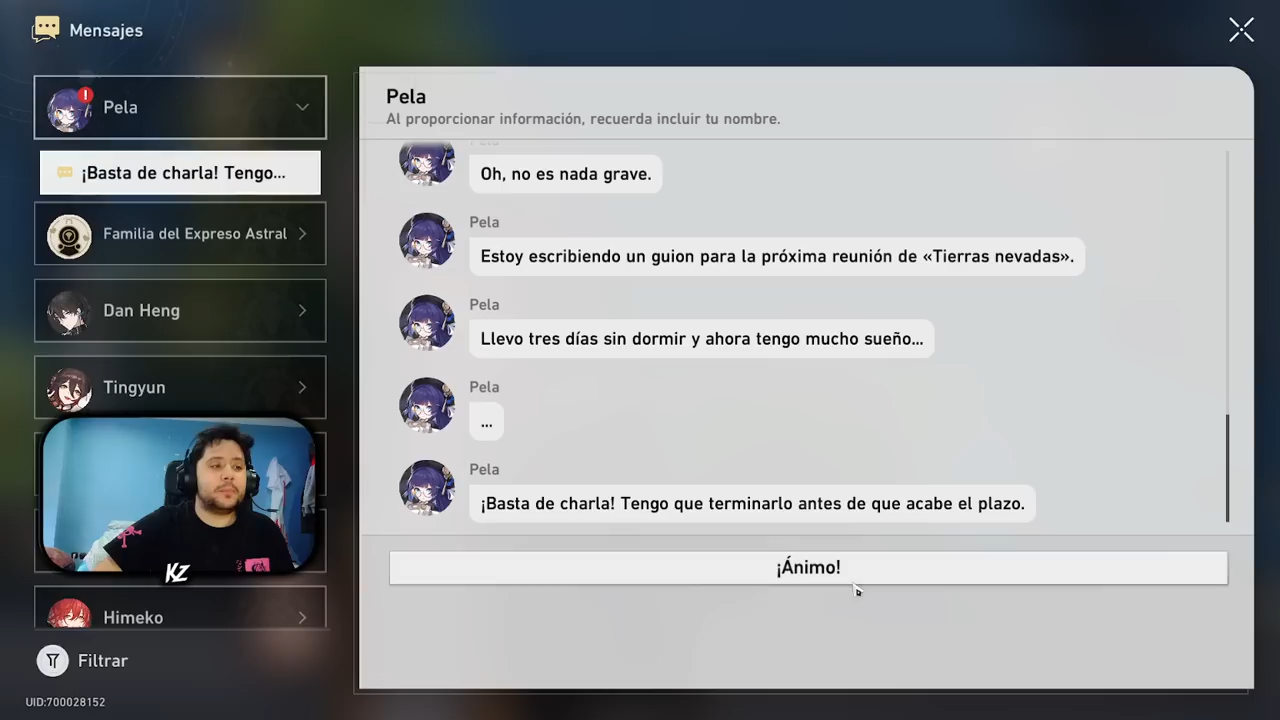 Mensajes
Pela
¡Basta de charla! Tengo...
Familia del Expreso Astral
Dan Heng
Tingyun
KZ
Himeko
Filtrar
UID:700028152
Pela
Al proporcionar información, recuerda incluir tu nombre.
Pela
Oh, no es nada grave.
Pela
Estoy escribiendo un guion para la próxima reunión de «Tierras nevadas».
Pela
Llevo tres días sin dormir y ahora tengo mucho sueño...
Pela
...
Pela
¡Basta de charla! Tengo que terminarlo antes de que acabe el plazo.
¡Ánimo!